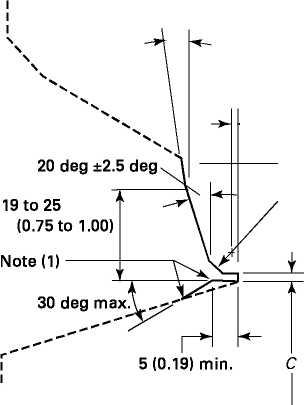 20 deg ±2.5 deg
19 to 25
(0.75 to 1.00)
Note (1)
30 deg max.
5 (0.19) min.
C